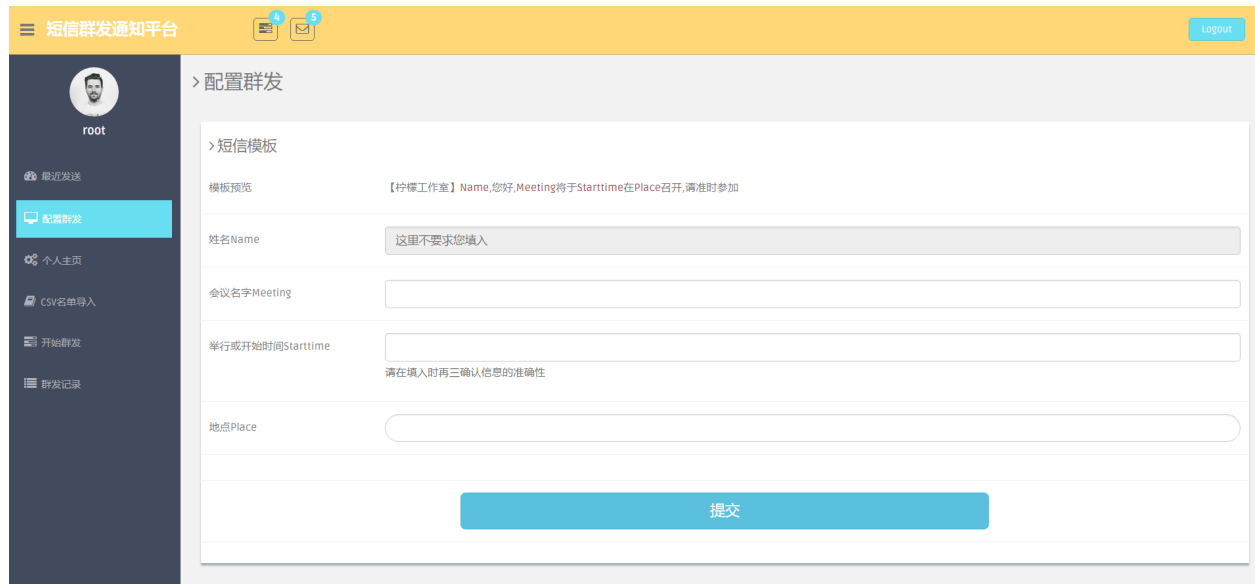 短信群发通知平台
4
5
Logout
root
最近发送
配置群发
个人主页
CSV名单导入
开始群发
群发记录
配置群发
短信模板
模板预览
【柠檬工作室】Name,您好,Meeting将于Starttime在Place召开,请准时参加
姓名Name
这里不要求您填入
会议名字Meeting
举行或开始时间Starttime
请在填入时再三确认信息的准确性
地点Place
提交